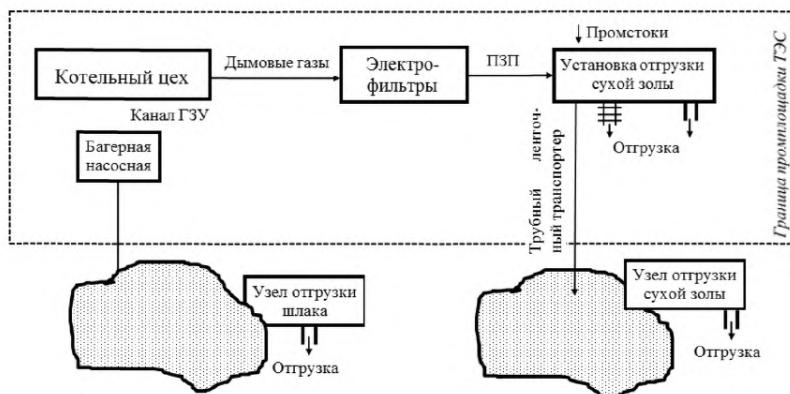 Промстоки
Котельный цех
Дымовые газы
Электро-
фильтры
ПЗП
Установка отгрузки
сухой золы
Канал ГЗУ
Багерная
насосная
Отгрузка
Трубный ленточ-
ный транспортер
Граница промплощадки ТЭС
Узел отгрузки
шлака
Отгрузка
Узел отгрузки
сухой золы
Отгрузка